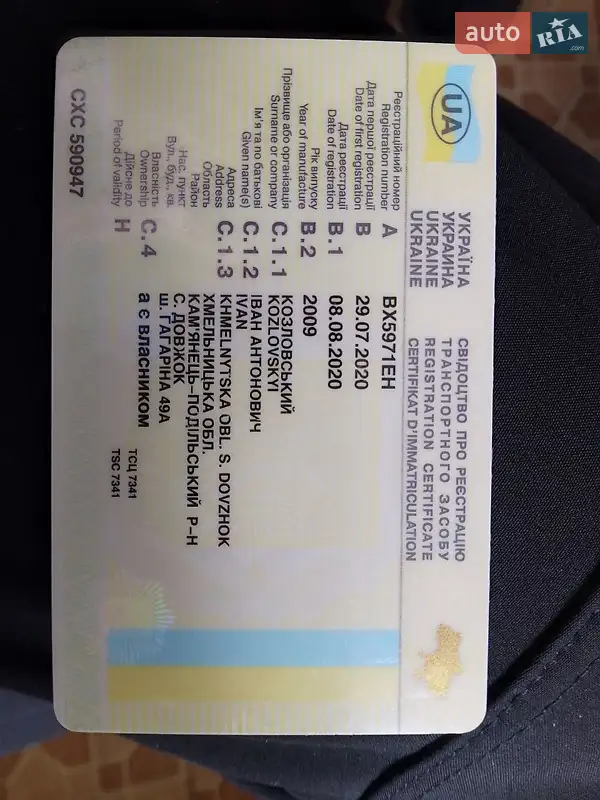 auto RIA .com
UA
УКРАЇНА
УКРАИНА
UKRAINE
UKRAINE
СВІДОЦТВО ПРО РЕЄСТРАЦІЮ
ТРАНСПОРТНОГО ЗАСОБУ
REGISTRATION CERTIFICATE
CERTIFIKAT D'IMMATRICULATION
Реєстраційний номер
Registration number A BX5971EH
Дата першої реєстрації
Date of first registration B 29.07.2020
Дата реєстрації
Date of registration B.1 08.08.2020
Рік випуску
Year of manufacture B.2 2009
Прізвище або організація C.1.1 КОЗЛОВСЬКИЙ
Surname or company KOZLOVSKYI
Ім'я та по батькові C.1.2 ІВАН АНТОНОВИЧ
Given name(s) IVAN
Адреса C.1.3 KHMELNYTSKA OBL. S. DOVZHOK
Address
Область ХМЕЛЬНИЦЬКА ОБЛ.
Район КАМ'ЯНЕЦЬ-ПОДІЛЬСЬКИЙ Р-Н
Нас. пункт С. ДОВЖОК
Вул., буд., кв. Ш. ГАГАРІНА 49А
Власність
Ownership C.4 а є власником
Дійсне до
Period of validity H
ТСЦ 7341
TSC 7341
CXC 590947